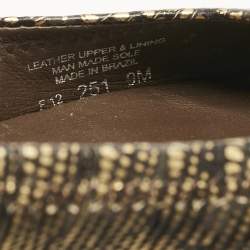 LEATHER UPPER & LINING
MAN MADE SOLE
MADE IN BRAZIL
E12 251 9M